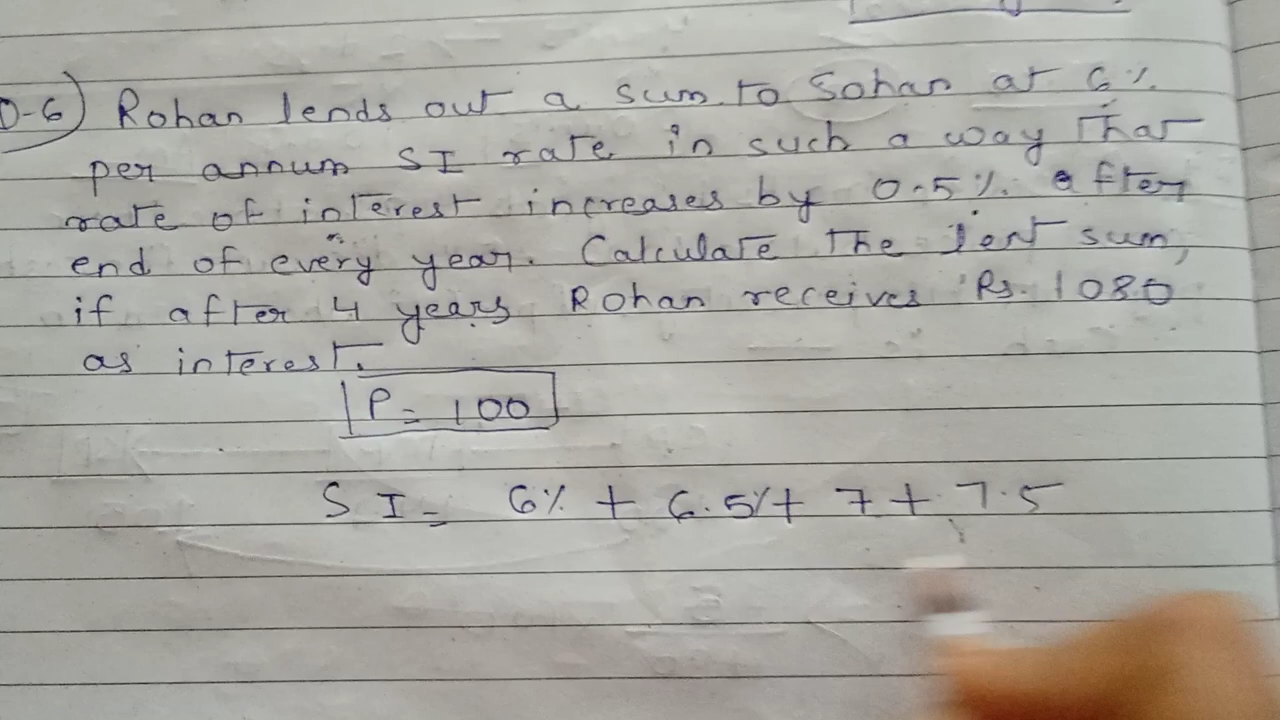 Q-6) Rohan lends out a sum to Sohan at 6%
per annum SI rate in such a way that
rate of interest increases by 0.5% after
end of every year. Calculate the lent sum,
if after 4 years Rohan receives Rs. 1080
as interest.
P = 100
SI = 6% + 6.5% + 7 + 7.5